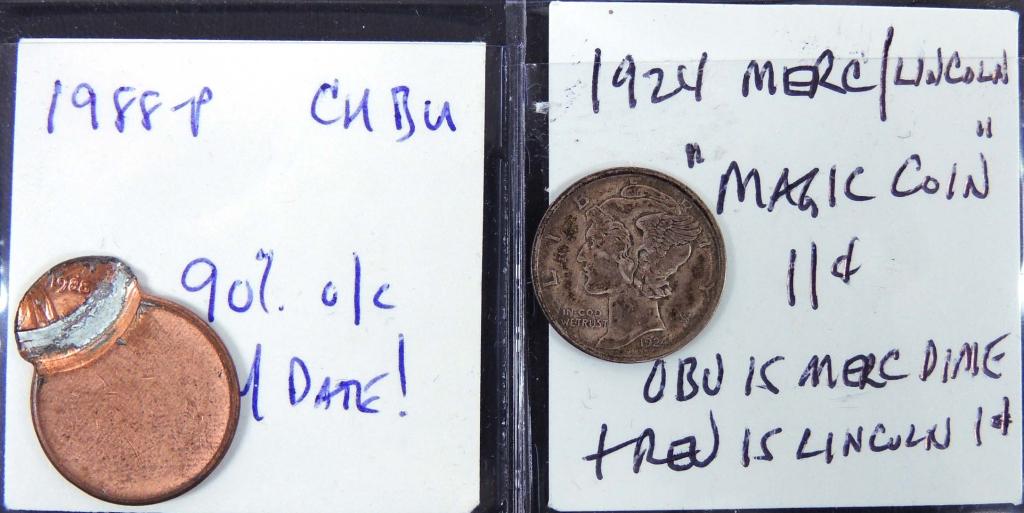 1988-P CH BU
90% o/c
W/ DATE!
1988
1924 MERC/LINCOLN
"MAGIC COIN"
11¢
OBV IS MERC DIME
+ REV IS LINCOLN 1¢
LIBERTY
IN GOD
WE TRUST
1924